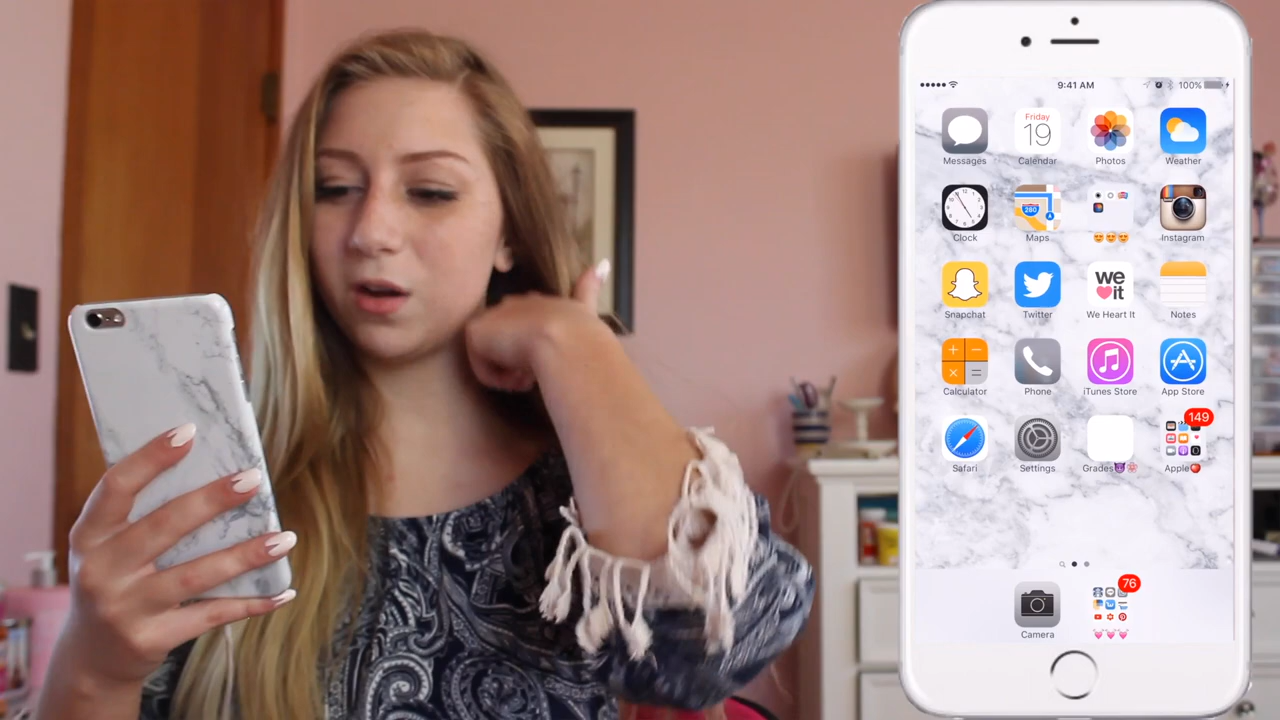 9:41 AM 100%
Friday
19
Messages Calendar Photos Weather
280
Clock Maps 😍😍😍 Instagram
we
it
Snapchat Twitter We Heart It Notes
Calculator Phone iTunes Store App Store
149
Safari Settings Grades Apple
76
Camera